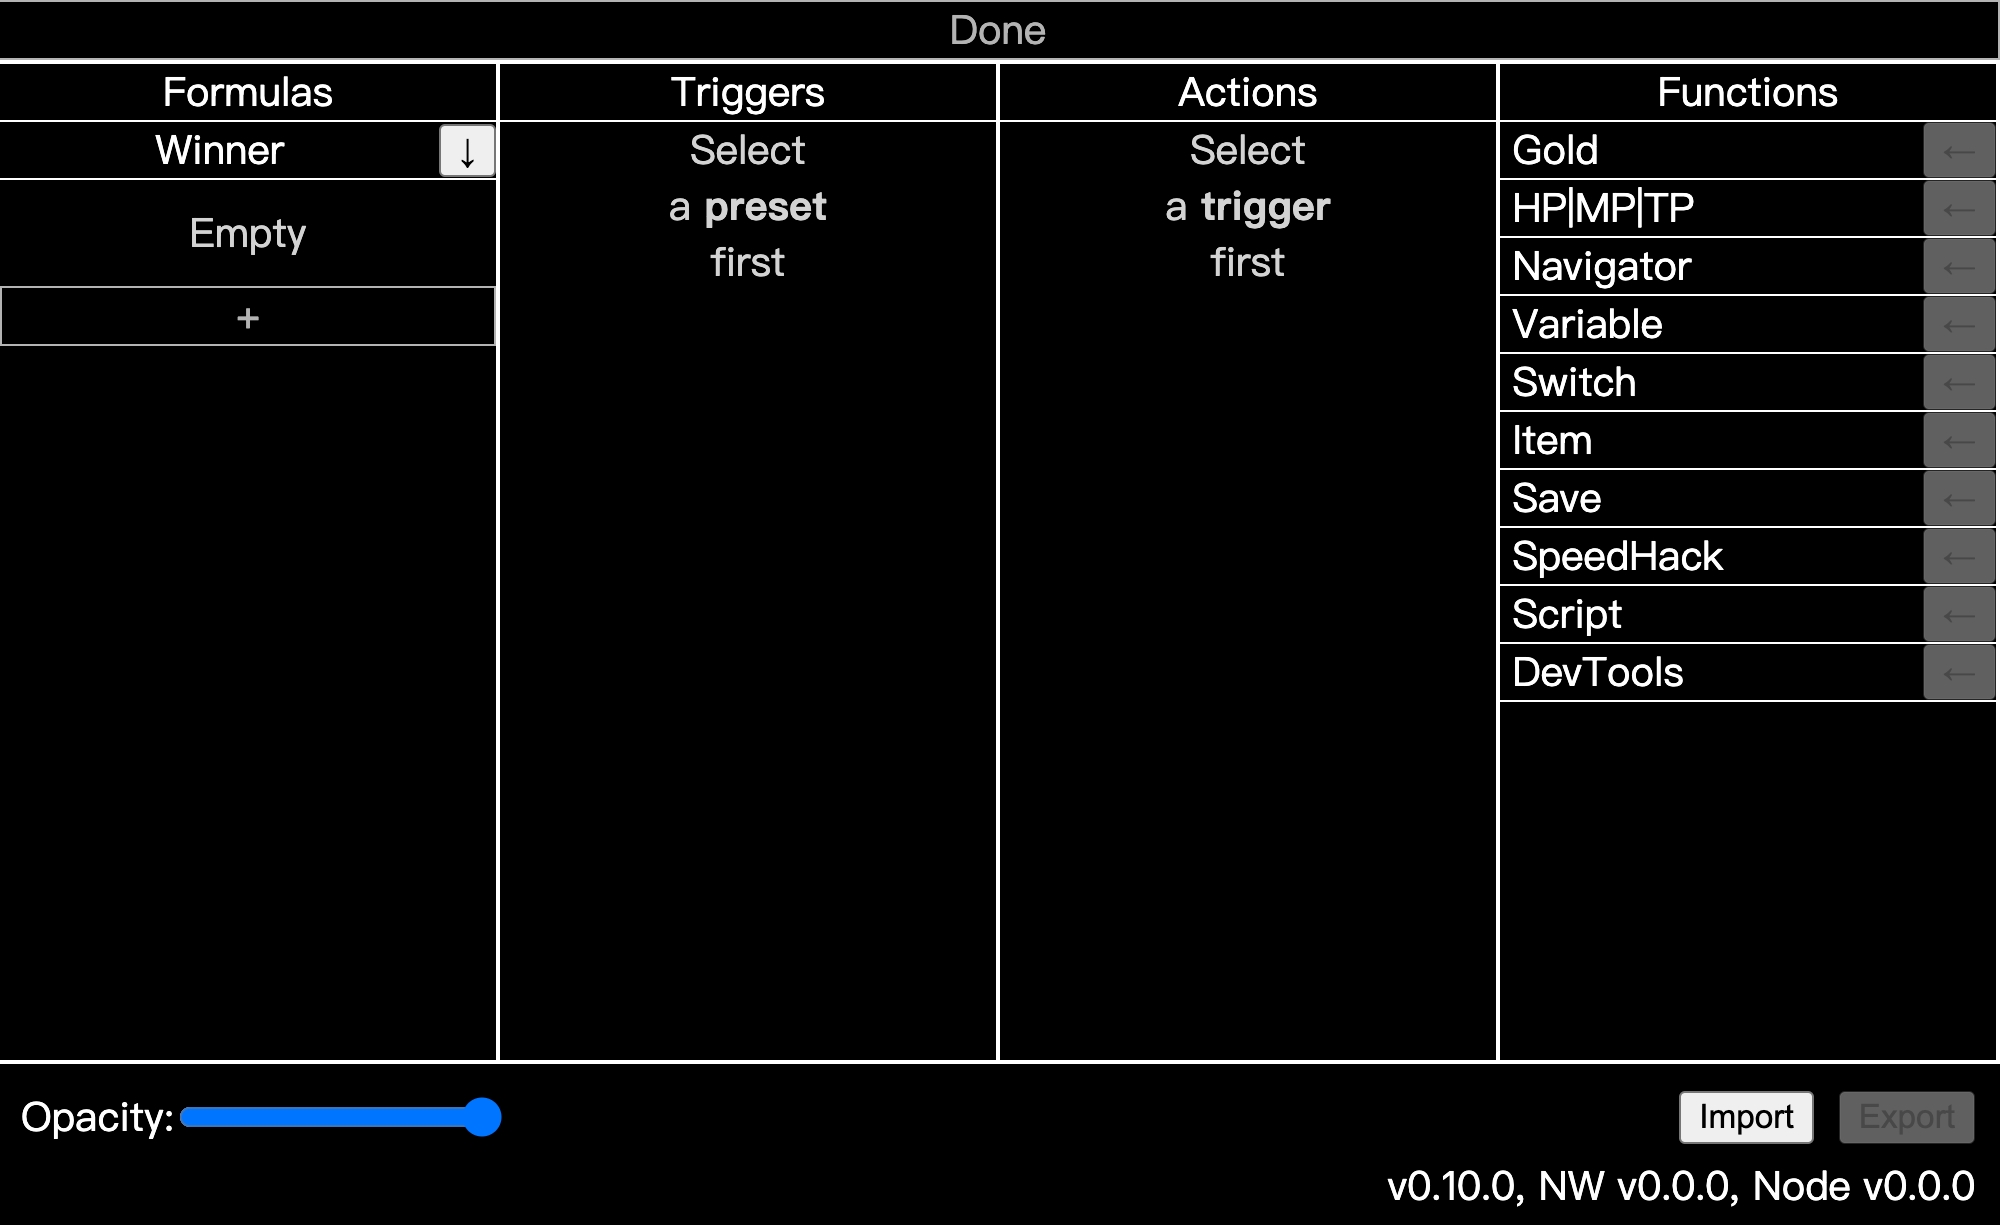 Done
Formulas
Triggers
Actions
Functions
Winner
↓
Empty
+
Select
a preset
first
Select
a trigger
first
Gold
←
HP|MP|TP
←
Navigator
←
Variable
←
Switch
←
Item
←
Save
←
SpeedHack
←
Script
←
DevTools
←
Opacity:
Import
Export
v0.10.0, NW v0.0.0, Node v0.0.0